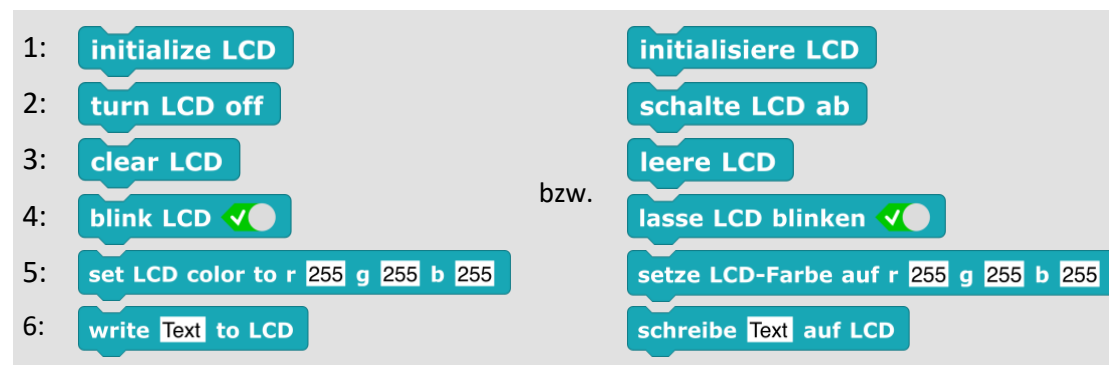 1: initialize LCD initialisiere LCD
2: turn LCD off schalte LCD ab
3: clear LCD leere LCD
bzw.
4: blink LCD lasse LCD blinken
5: set LCD color to r 255 g 255 b 255 setze LCD-Farbe auf r 255 g 255 b 255
6: write Text to LCD schreibe Text auf LCD